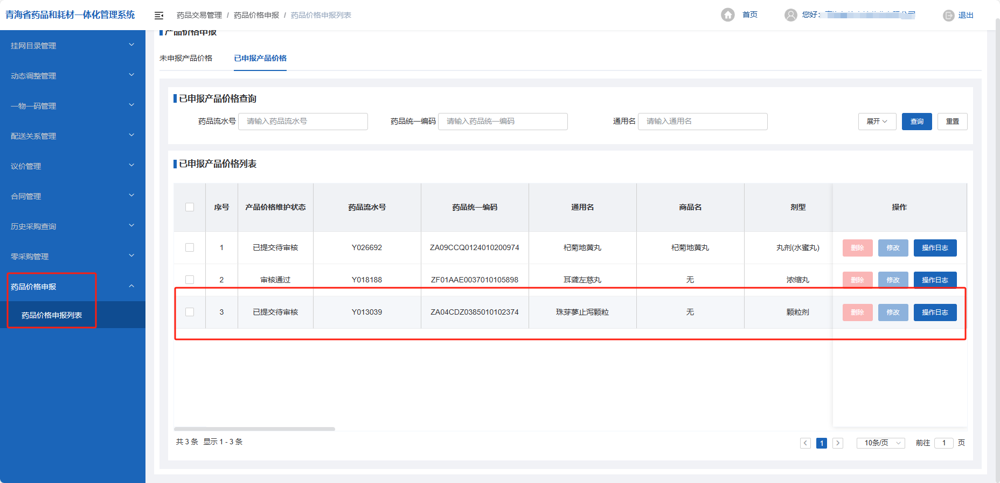 青海省药品和耗材一体化管理系统
药品交易管理 / 药品价格申报 / 药品价格申报列表
首页
您好:
退出
挂网目录管理
动态调整管理
一物一码管理
配送关系管理
议价管理
合同管理
历史采购查询
零采购管理
药品价格申报
药品价格申报列表
产品价格申报
未申报产品价格 已申报产品价格
已申报产品价格查询
药品流水号 请输入药品流水号 药品统一编码 请输入药品统一编码 通用名 请输入通用名 展开 查询 重置
已申报产品价格列表
序号 产品价格维护状态 药品流水号 药品统一编码 通用名 商品名 剂型 操作
1 已提交待审核 Y026692 ZA09CCQ0124010200974 杞菊地黄丸 杞菊地黄丸 丸剂(水蜜丸) 删除 修改 操作日志
2 审核通过 Y018188 ZF01AAE0037010105898 耳聋左慈丸 无 浓缩丸 删除 修改 操作日志
3 已提交待审核 Y013039 ZA04CDZ0385010102374 珠芽蓼止泻颗粒 无 颗粒剂 删除 修改 操作日志
共 3 条 显示 1 - 3 条
1 10条/页 前往 1 页